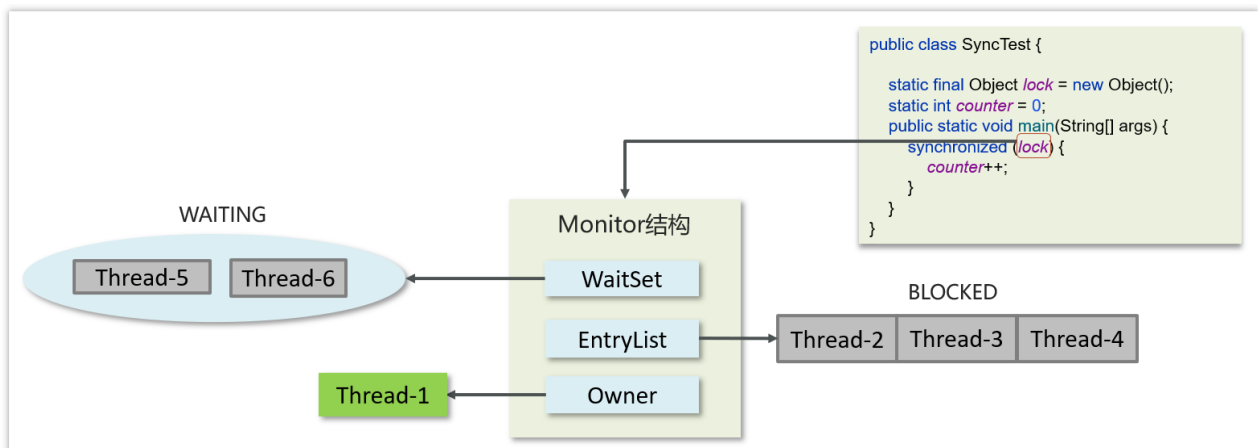 public class SyncTest {
static final Object lock = new Object();
static int counter = 0;
public static void main(String[] args) {
synchronized (lock) {
counter++;
}
}
}
WAITING
Thread-5
Thread-6
Monitor结构
WaitSet
EntryList
Owner
BLOCKED
Thread-2
Thread-3
Thread-4
Thread-1